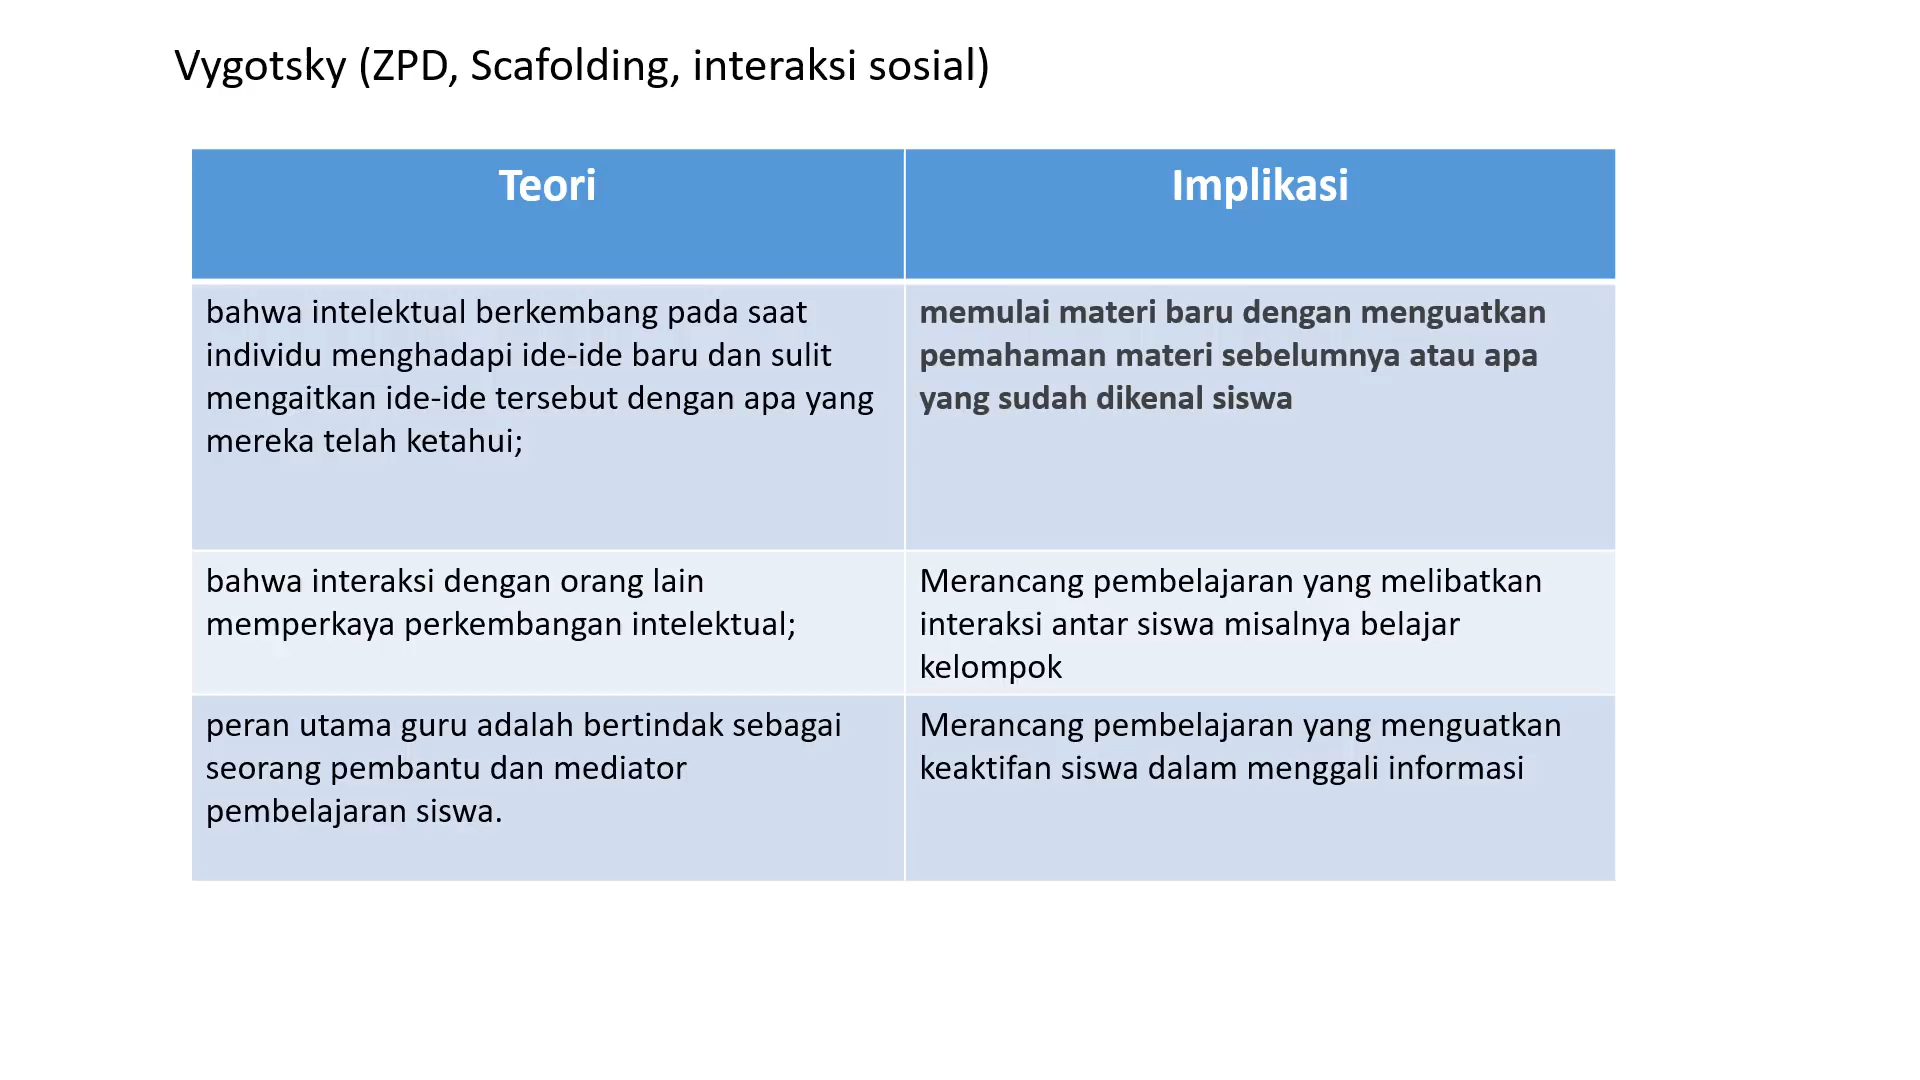 Vygotsky (ZPD, Scafolding, interaksi sosial)
Teori
Implikasi
bahwa intelektual berkembang pada saat
individu menghadapi ide-ide baru dan sulit
mengaitkan ide-ide tersebut dengan apa yang
mereka telah ketahui;
memulai materi baru dengan menguatkan
pemahaman materi sebelumnya atau apa
yang sudah dikenal siswa
bahwa interaksi dengan orang lain
memperkaya perkembangan intelektual;
Merancang pembelajaran yang melibatkan
interaksi antar siswa misalnya belajar
kelompok
peran utama guru adalah bertindak sebagai
seorang pembantu dan mediator
pembelajaran siswa.
Merancang pembelajaran yang menguatkan
keaktifan siswa dalam menggali informasi